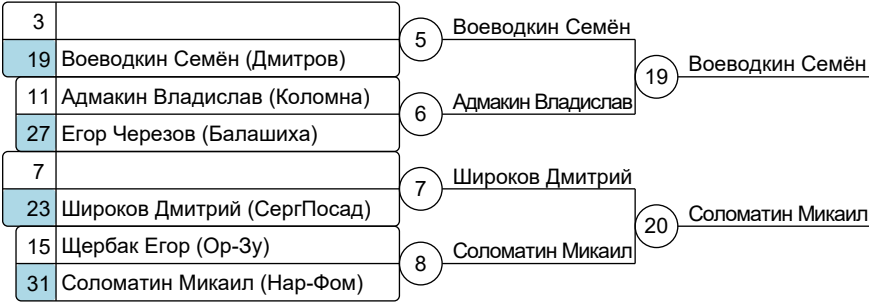 3
19 Воеводкин Семён (Дмитров)
5 Воеводкин Семён
11 Адмакин Владислав (Коломна)
27 Егор Черезов (Балашиха)
6 Адмакин Владислав
19 Воеводкин Семён
7
23 Широков Дмитрий (СергПосад)
7 Широков Дмитрий
15 Щербак Егор (Ор-Зу)
31 Соломатин Микаил (Нар-Фом)
8 Соломатин Микаил
20 Соломатин Микаил